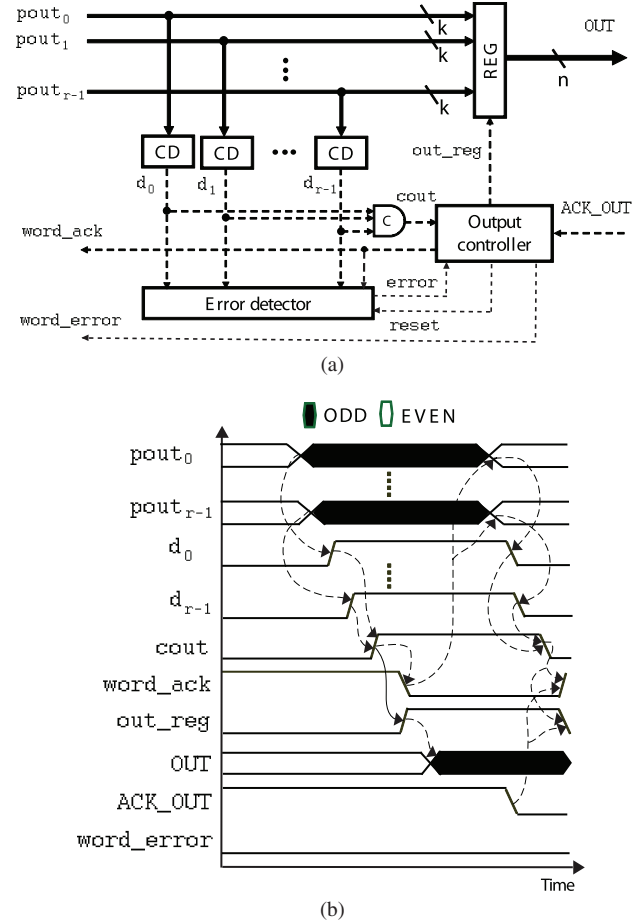 pout0
pout1
poutr-1
k
k
k
REG
OUT
n
CD
CD
CD
d0
d1
dr-1
out_reg
cout
C
Output
controller
ACK_OUT
word_ack
error
Error detector
reset
word_error
(a)
ODD EVEN
pout0
poutr-1
d0
dr-1
cout
word_ack
out_reg
OUT
ACK_OUT
word_error
Time
(b)